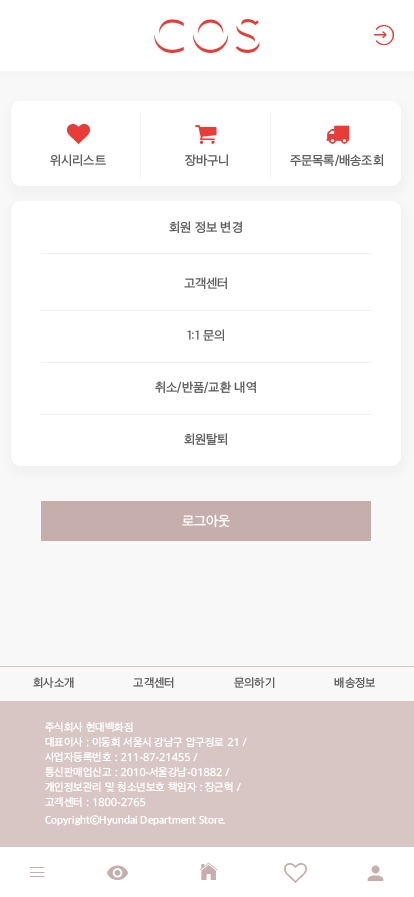 COS
위시리스트
장바구니
주문목록/배송조회
회원 정보 변경
고객센터
1:1 문의
취소/반품/교환 내역
회원탈퇴
로그아웃
회사소개
고객센터
문의하기
배송정보
주식회사 현대백화점
대표이사 : 이동회 서울시 강남구 압구정로 21 /
사업자등록번호 : 211-87-21455 /
통신판매업신고 : 2010-서울강남-01882 /
개인정보관리 및 청소년보호 책임자 : 장근혁 /
고객센터 : 1800-2765
Copyright©Hyundai Department Store.